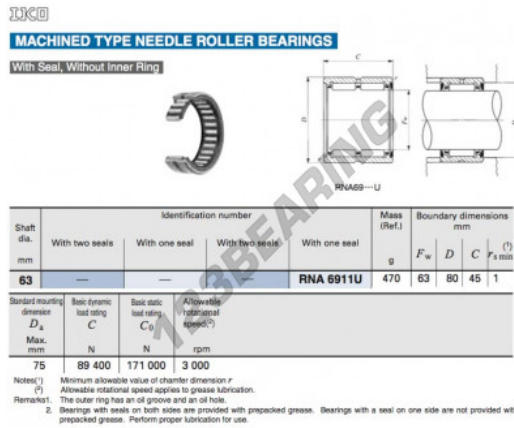 IKO
MACHINED TYPE NEEDLE ROLLER BEARINGS
With Seal, Without Inner Ring
C
D
Fw
RNA69···U
123BEARING
Shaft dia. mm
Identification number
Mass (Ref.) g
Boundary dimensions mm
With two seals With one seal With two seals With one seal
Fw D C rs min (1)
63 — — — RNA 6911U 470 63 80 45 1
Standard mounting dimension Da Max. mm
Basic dynamic load rating C N
Basic static load rating C0 N
Allowable rotational speed(2) rpm
75 89 400 171 000 3 000
Notes(1) Minimum allowable value of chamfer dimension r
(2) Allowable rotational speed applies to grease lubrication.
Remarks1. The outer ring has an oil groove and an oil hole.
2. Bearings with seals on both sides are provided with prepacked grease. Bearings with a seal on one side are not provided wit
prepacked grease. Perform proper lubrication for use.